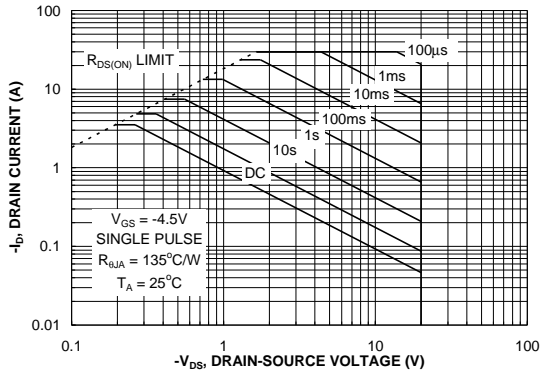 100
10
1
0.1
0.01
-I_D, DRAIN CURRENT (A)
R_DS(ON) LIMIT
100µs
1ms
10ms
100ms
1s
10s
DC
V_GS = -4.5V
SINGLE PULSE
R_θJA = 135°C/W
T_A = 25°C
0.1
1
10
100
-V_DS, DRAIN-SOURCE VOLTAGE (V)